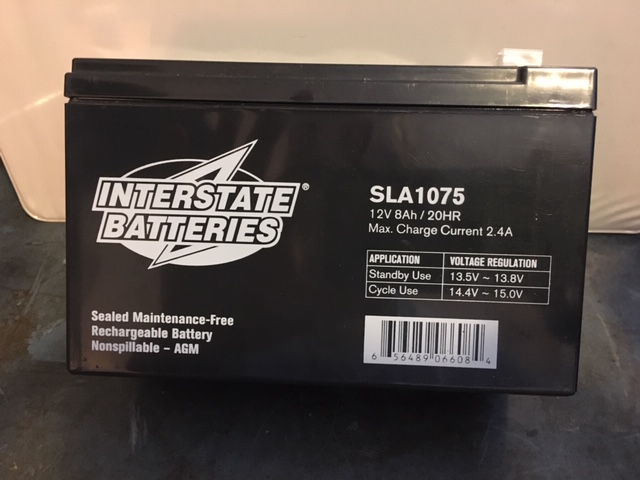 INTERSTATE®
BATTERIES
SLA1075
12V 8Ah / 20HR
Max. Charge Current 2.4A
APPLICATION VOLTAGE REGULATION
Standby Use 13.5V ~ 13.8V
Cycle Use 14.4V ~ 15.0V
Sealed Maintenance-Free
Rechargeable Battery
Nonspillable – AGM
6 56489 06608 4